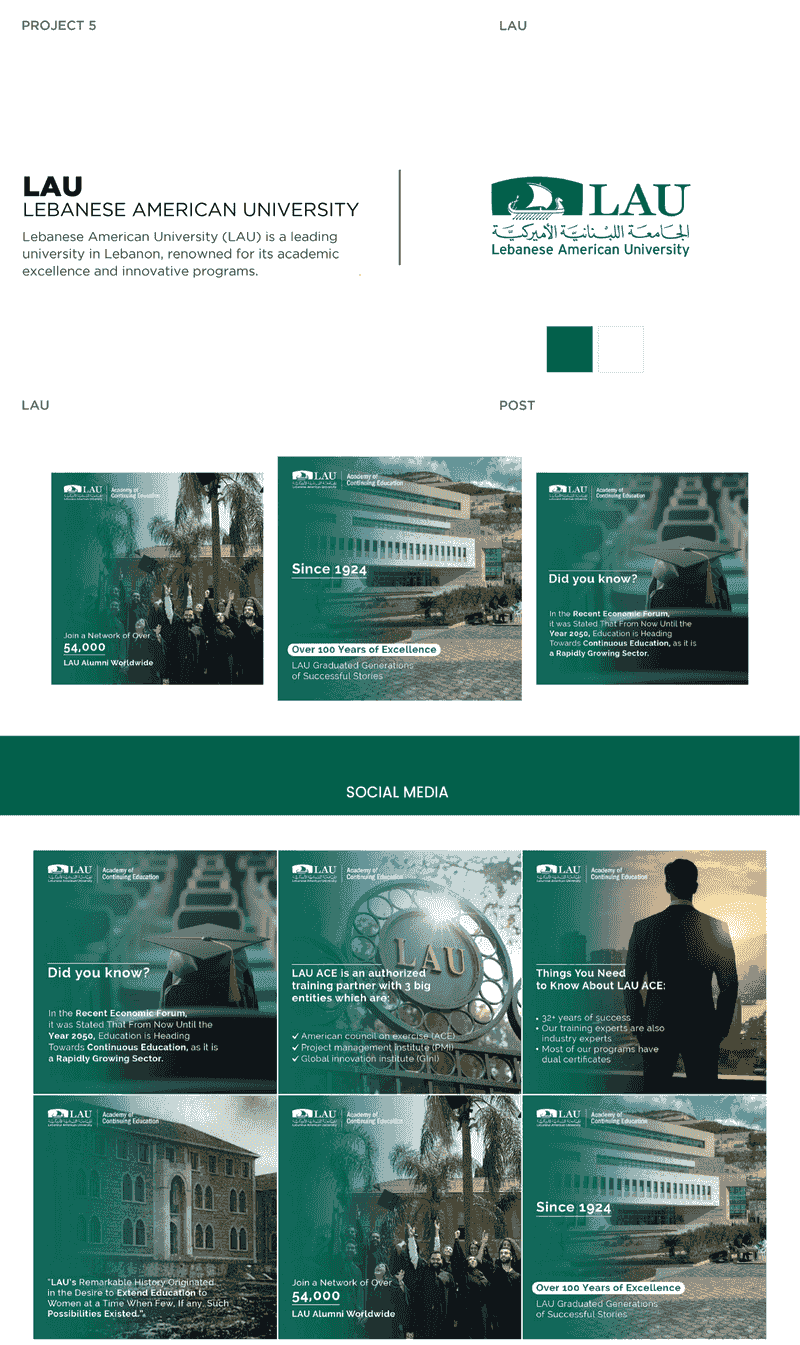 PROJECT 5
LAU
LAU
LEBANESE AMERICAN UNIVERSITY
Lebanese American University (LAU) is a leading
university in Lebanon, renowned for its academic
excellence and innovative programs.
LAU
الجامعة اللبنانية الأميركية
Lebanese American University
LAU
POST
LAU
Academy of
Continuing Education
Join a Network of Over
54,000
LAU Alumni Worldwide
LAU
Academy of
Continuing Education
Since 1924
Over 100 Years of Excellence
LAU Graduated Generations
of Successful Stories
LAU
Academy of
Continuing Education
Did you know?
In the Recent Economic Forum,
it was Stated That From Now Until the
Year 2050, Education is Heading
Towards Continuous Education, as it is
a Rapidly Growing Sector.
SOCIAL MEDIA
LAU
Academy of
Continuing Education
Did you know?
In the Recent Economic Forum,
it was Stated That From Now Until the
Year 2050, Education is Heading
Towards Continuous Education, as it is
a Rapidly Growing Sector.
LAU
Academy of
Continuing Education
LAU
LAU ACE is an authorized
training partner with 3 big
entities which are:
✓ American council on exercise (ACE)
✓ Project management institute (PMI)
✓ Global innovation institute (GInI)
LAU
Academy of
Continuing Education
Things You Need
to Know About LAU ACE:
• 32+ years of success
• Our training experts are also
industry experts
• Most of our programs have
dual certificates
LAU
Academy of
Continuing Education
"LAU's Remarkable History Originated
in the Desire to Extend Education to
Women at a Time When Few, If any, Such
Possibilities Existed."
LAU
Academy of
Continuing Education
Join a Network of Over
54,000
LAU Alumni Worldwide
LAU
Academy of
Continuing Education
Since 1924
Over 100 Years of Excellence
LAU Graduated Generations
of Successful Stories